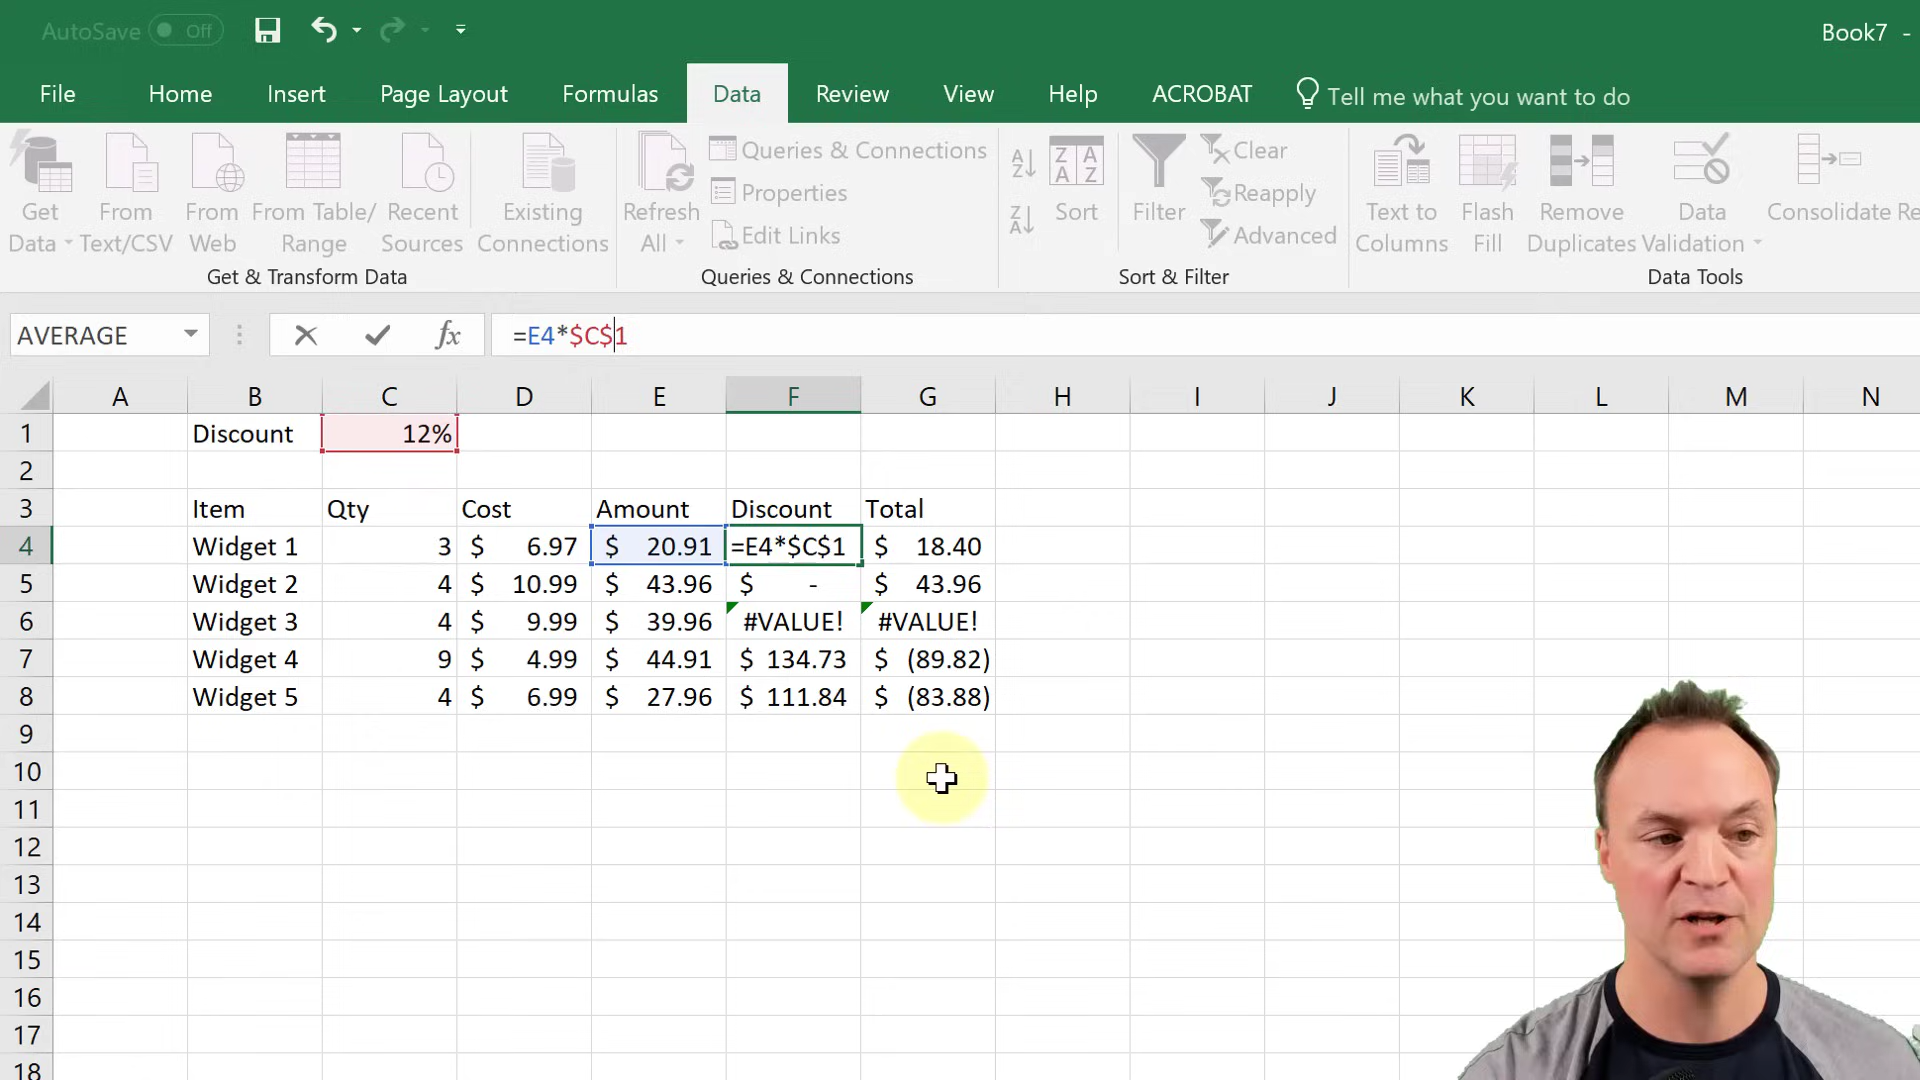 AutoSave Off Book7 -
File Home Insert Page Layout Formulas Data Review View Help ACROBAT Tell me what you want to do
Get Data From Text/CSV From Web From Table/ Range Recent Sources Existing Connections
Get & Transform Data
Refresh All Queries & Connections Properties Edit Links
Queries & Connections
Sort Filter Clear Reapply Advanced
Sort & Filter
Text to Columns Flash Fill Remove Duplicates Data Validation Consolidate Re
Data Tools
AVERAGE fx =E4*$C$1
A B C D E F G H I J K L M N
1 Discount 12%
2
3 Item Qty Cost Amount Discount Total
4 Widget 1 3 $ 6.97 $ 20.91 =E4*$C$1 $ 18.40
5 Widget 2 4 $ 10.99 $ 43.96 $ - $ 43.96
6 Widget 3 4 $ 9.99 $ 39.96 #VALUE! #VALUE!
7 Widget 4 9 $ 4.99 $ 44.91 $ 134.73 $ (89.82)
8 Widget 5 4 $ 6.99 $ 27.96 $ 111.84 $ (83.88)
9
10
11
12
13
14
15
16
17
18